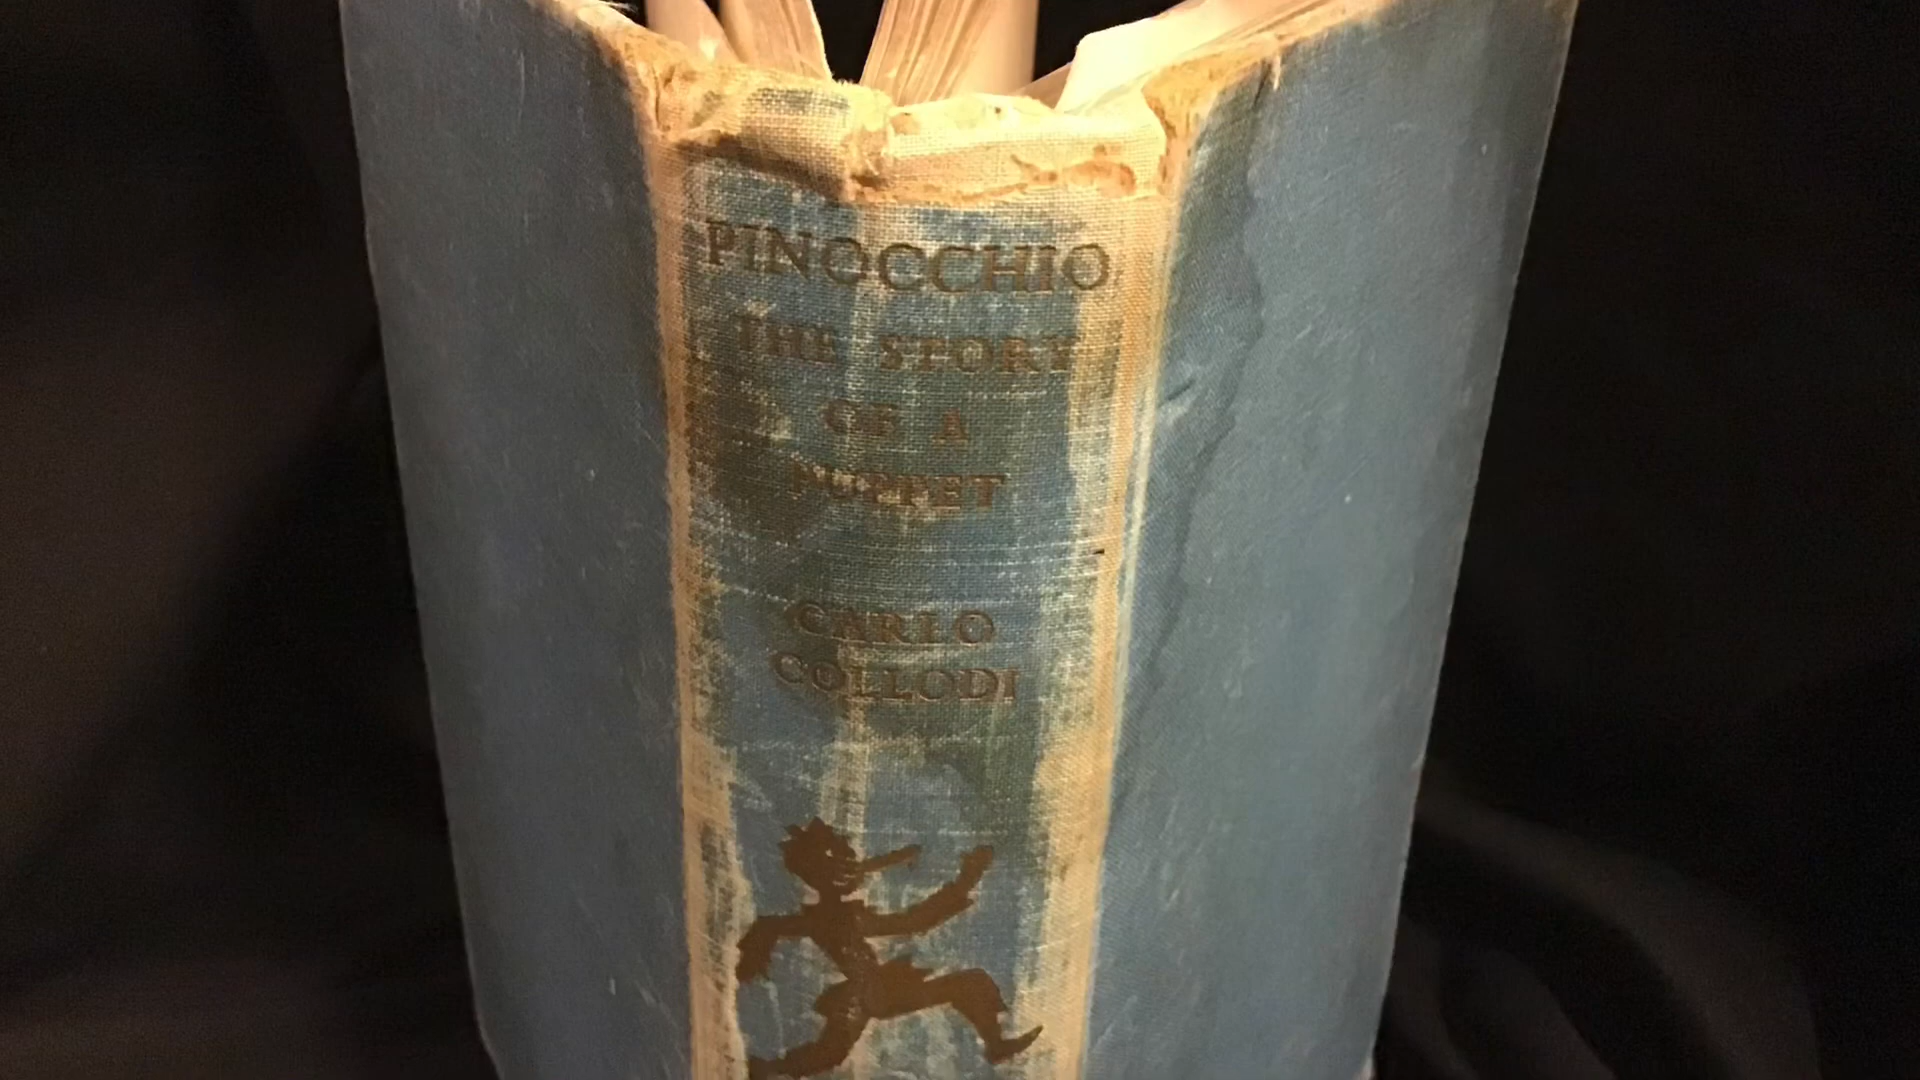 PINOCCHIO
THE STORY
OF A
PUPPET
CARLO
COLLODI